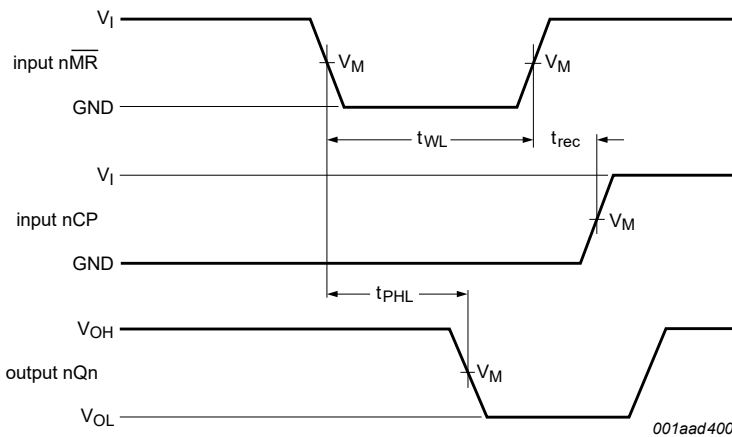 V_I
input nM̅R̅
V_M
V_M
GND
t_WL
t_rec
V_I
input nCP
V_M
GND
t_PHL
V_OH
output nQn
V_M
V_OL
001aad400